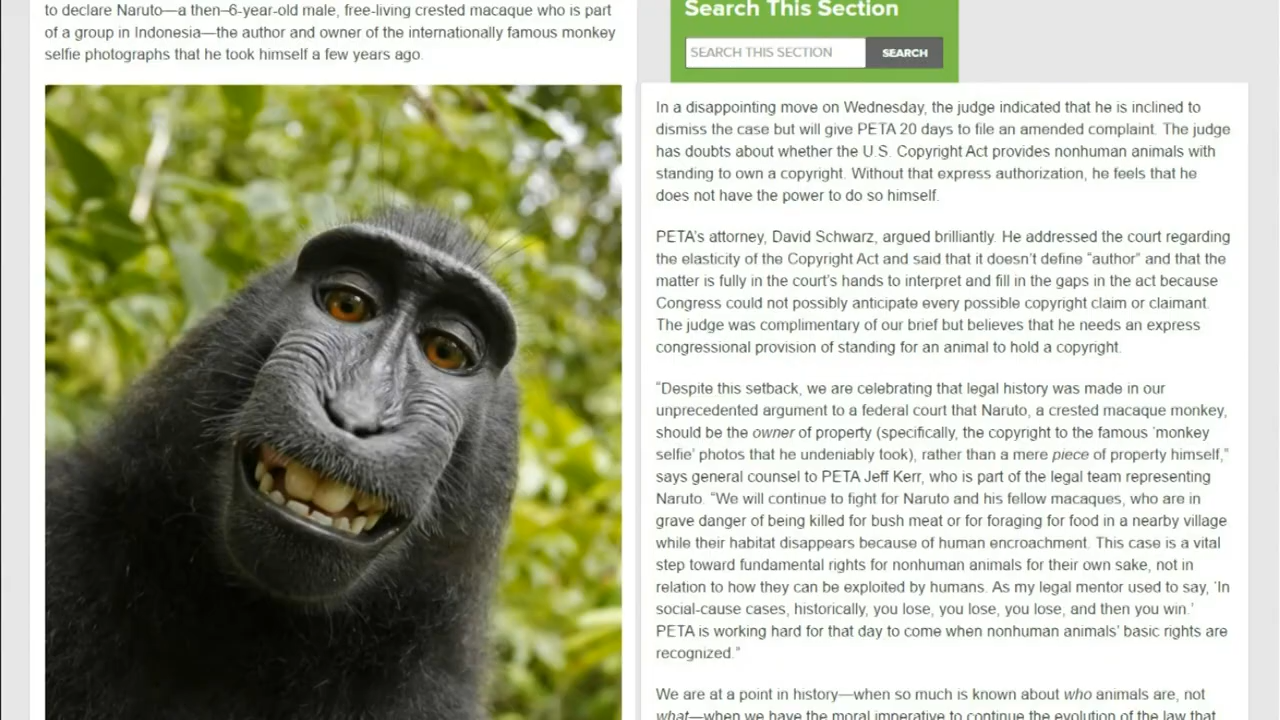 to declare Naruto—a then–6-year-old male, free-living crested macaque who is part
of a group in Indonesia—the author and owner of the internationally famous monkey
selfie photographs that he took himself a few years ago.
Search This Section
SEARCH THIS SECTION
SEARCH
In a disappointing move on Wednesday, the judge indicated that he is inclined to
dismiss the case but will give PETA 20 days to file an amended complaint. The judge
has doubts about whether the U.S. Copyright Act provides nonhuman animals with
standing to own a copyright. Without that express authorization, he feels that he
does not have the power to do so himself.
PETA's attorney, David Schwarz, argued brilliantly. He addressed the court regarding
the elasticity of the Copyright Act and said that it doesn't define “author” and that the
matter is fully in the court's hands to interpret and fill in the gaps in the act because
Congress could not possibly anticipate every possible copyright claim or claimant.
The judge was complimentary of our brief but believes that he needs an express
congressional provision of standing for an animal to hold a copyright.
“Despite this setback, we are celebrating that legal history was made in our
unprecedented argument to a federal court that Naruto, a crested macaque monkey,
should be the owner of property (specifically, the copyright to the famous 'monkey
selfie' photos that he undeniably took), rather than a mere piece of property himself,”
says general counsel to PETA Jeff Kerr, who is part of the legal team representing
Naruto. “We will continue to fight for Naruto and his fellow macaques, who are in
grave danger of being killed for bush meat or for foraging for food in a nearby village
while their habitat disappears because of human encroachment. This case is a vital
step toward fundamental rights for nonhuman animals for their own sake, not in
relation to how they can be exploited by humans. As my legal mentor used to say, 'In
social-cause cases, historically, you lose, you lose, you lose, and then you win.'
PETA is working hard for that day to come when nonhuman animals' basic rights are
recognized.”
We are at a point in history—when so much is known about who animals are, not
what—when we have the moral imperative to continue the evolution of the law that